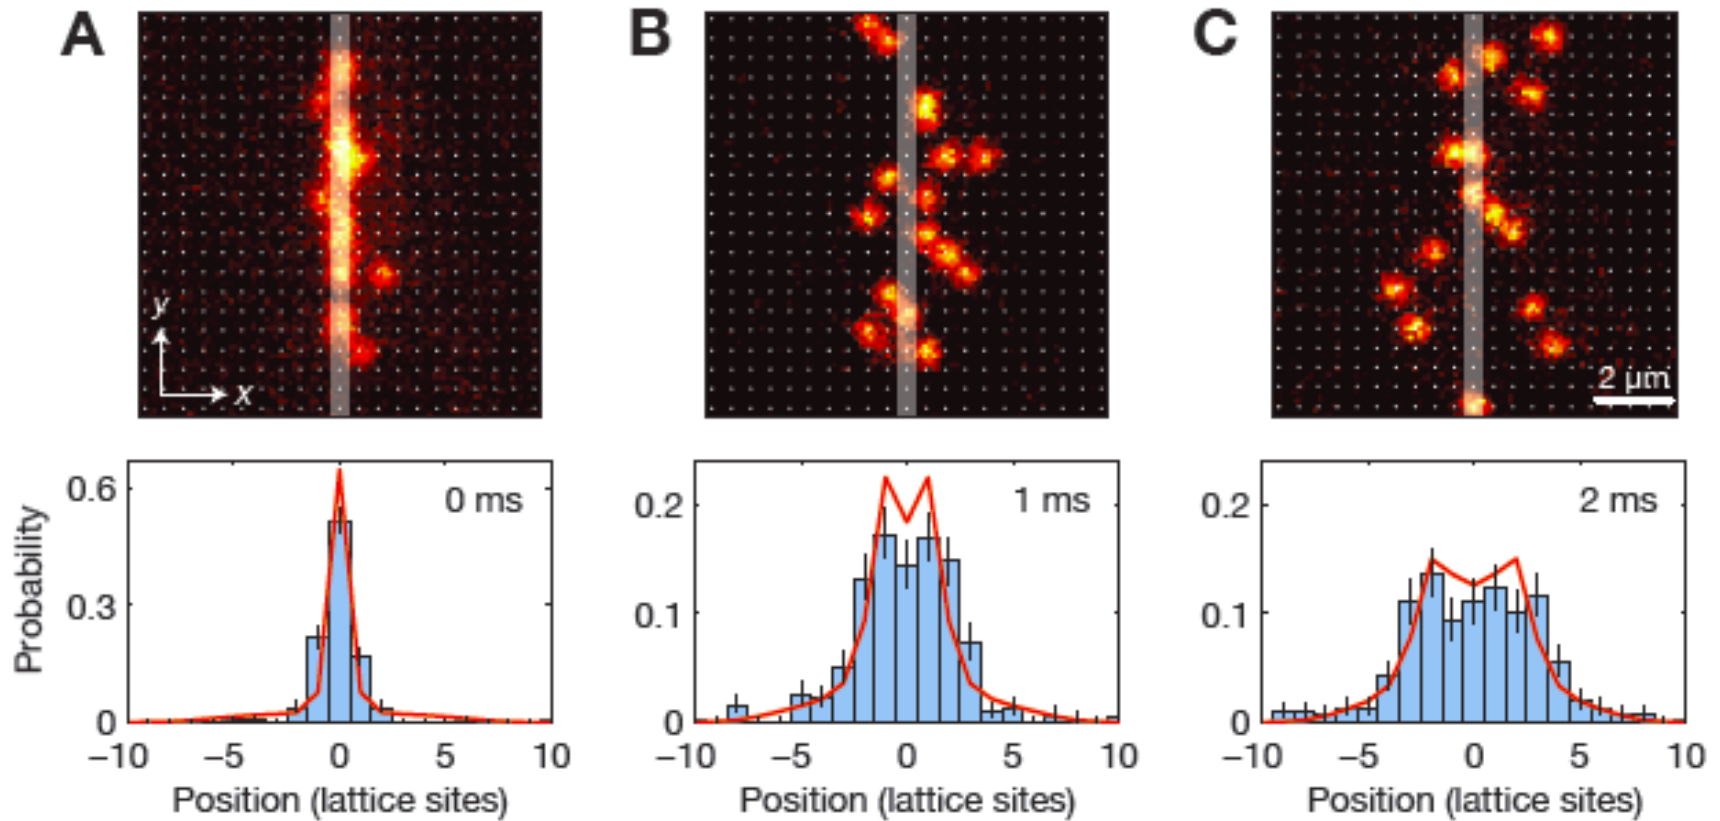 A B C
y
x
2 µm
0 ms 1 ms 2 ms
Probability
0.6
0.3
0
0.2
0.1
0
0.2
0.1
0
−10 −5 0 5 10
−10 −5 0 5 10
−10 −5 0 5 10
Position (lattice sites) Position (lattice sites) Position (lattice sites)